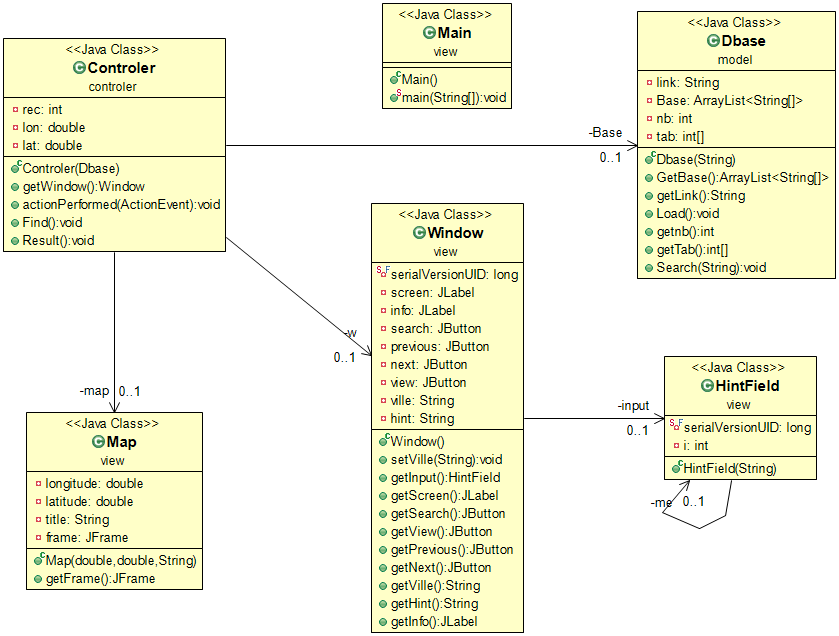 <<Java Class>>
Controler
controler
rec: int
lon: double
lat: double
Controler(Dbase)
getWindow():Window
actionPerformed(ActionEvent):void
Find():void
Result():void
<<Java Class>>
Main
view
Main()
main(String[]):void
<<Java Class>>
Dbase
model
link: String
Base: ArrayList<String[]>
nb: int
tab: int[]
Dbase(String)
GetBase():ArrayList<String[]>
getLink():String
Load():void
getnb():int
getTab():int[]
Search(String):void
-Base
0..1
<<Java Class>>
Window
view
serialVersionUID: long
screen: JLabel
info: JLabel
search: JButton
previous: JButton
next: JButton
view: JButton
ville: String
hint: String
Window()
setVille(String):void
getInput():HintField
getScreen():JLabel
getSearch():JButton
getView():JButton
getPrevious():JButton
getNext():JButton
getVille():String
getHint():String
getInfo():JLabel
-w
0..1
-map 0..1
<<Java Class>>
Map
view
longitude: double
latitude: double
title: String
frame: JFrame
Map(double,double,String)
getFrame():JFrame
-input
0..1
<<Java Class>>
HintField
view
serialVersionUID: long
i: int
HintField(String)
-me 0..1